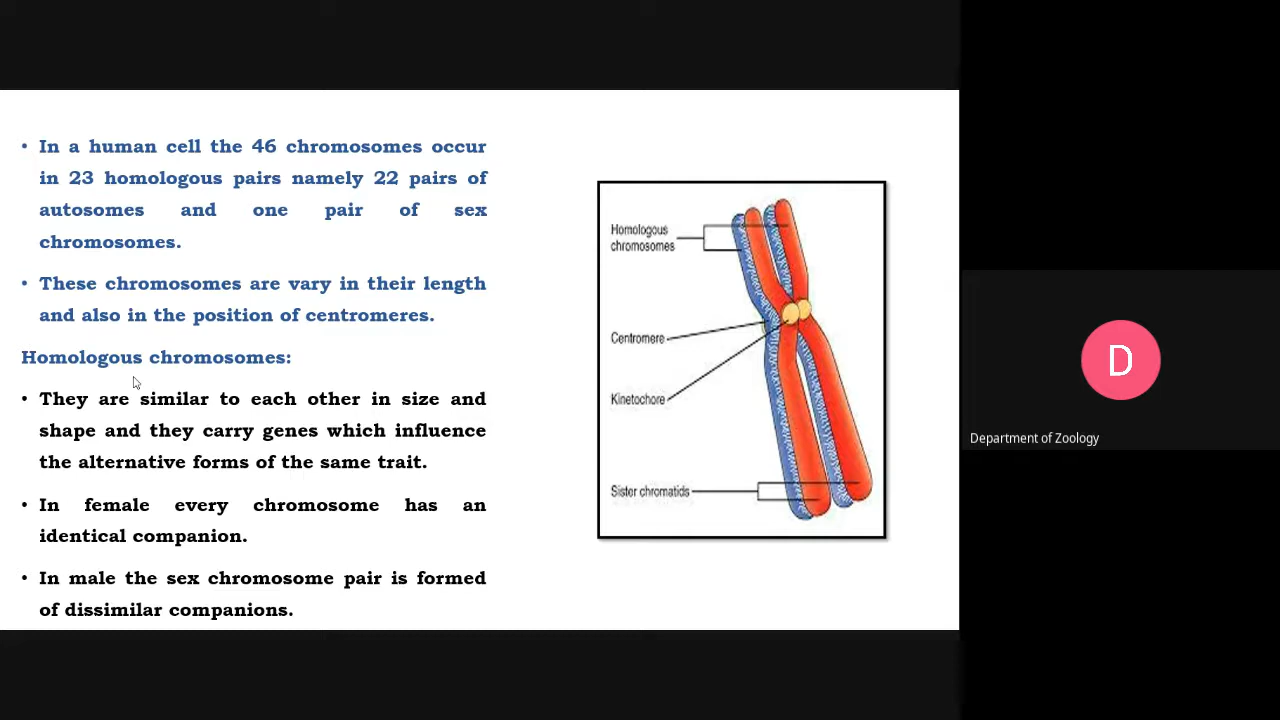 • In a human cell the 46 chromosomes occur
in 23 homologous pairs namely 22 pairs of
autosomes and one pair of sex
chromosomes.
• These chromosomes are vary in their length
and also in the position of centromeres.
Homologous chromosomes:
• They are similar to each other in size and
shape and they carry genes which influence
the alternative forms of the same trait.
• In female every chromosome has an
identical companion.
• In male the sex chromosome pair is formed
of dissimilar companions.
Homologous
chromosomes
Centromere
Kinetochore
Sister chromatids
D
Department of Zoology